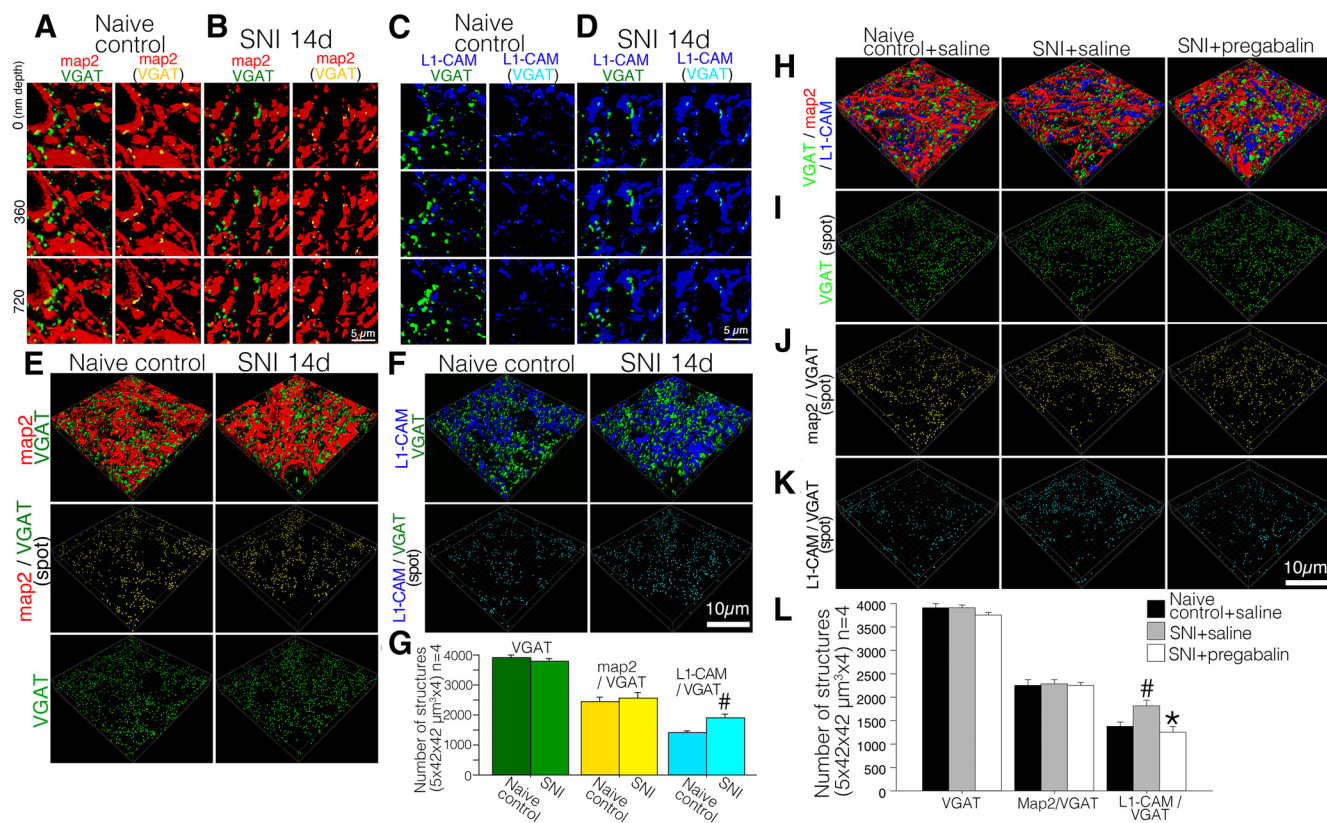 A
Naive
control
map2
VGAT
map2
(VGAT)
B
SNI 14d
map2
VGAT
map2
(VGAT)
0 (nm depth)
360
720
5 µm
C
Naive
control
L1-CAM
VGAT
L1-CAM
(VGAT)
D
SNI 14d
L1-CAM
VGAT
L1-CAM
(VGAT)
5 µm
E
Naive control
SNI 14d
map2
VGAT
map2 / VGAT
(spot)
VGAT
F
Naive control
SNI 14d
L1-CAM
VGAT
L1-CAM / VGAT
(spot)
10µm
G
Number of structures
(5x42x42 µm³x4) n=4
4000
3000
2000
1000
0
VGAT
map2
/ VGAT
L1-CAM
/ VGAT
#
Naive
control
SNI
Naive
control
SNI
Naive
control
SNI
Naive
control+saline
SNI+saline
SNI+pregabalin
H
VGAT / map2
/ L1-CAM
I
VGAT (spot)
J
map2 / VGAT
(spot)
K
L1-CAM / VGAT
(spot)
10µm
L
Number of structures
(5x42x42 µm³x4) n=4
4000
3500
3000
2500
2000
1500
1000
500
0
Naive
control+saline
SNI+saline
SNI+pregabalin
#
*
VGAT
Map2/VGAT
L1-CAM /
VGAT